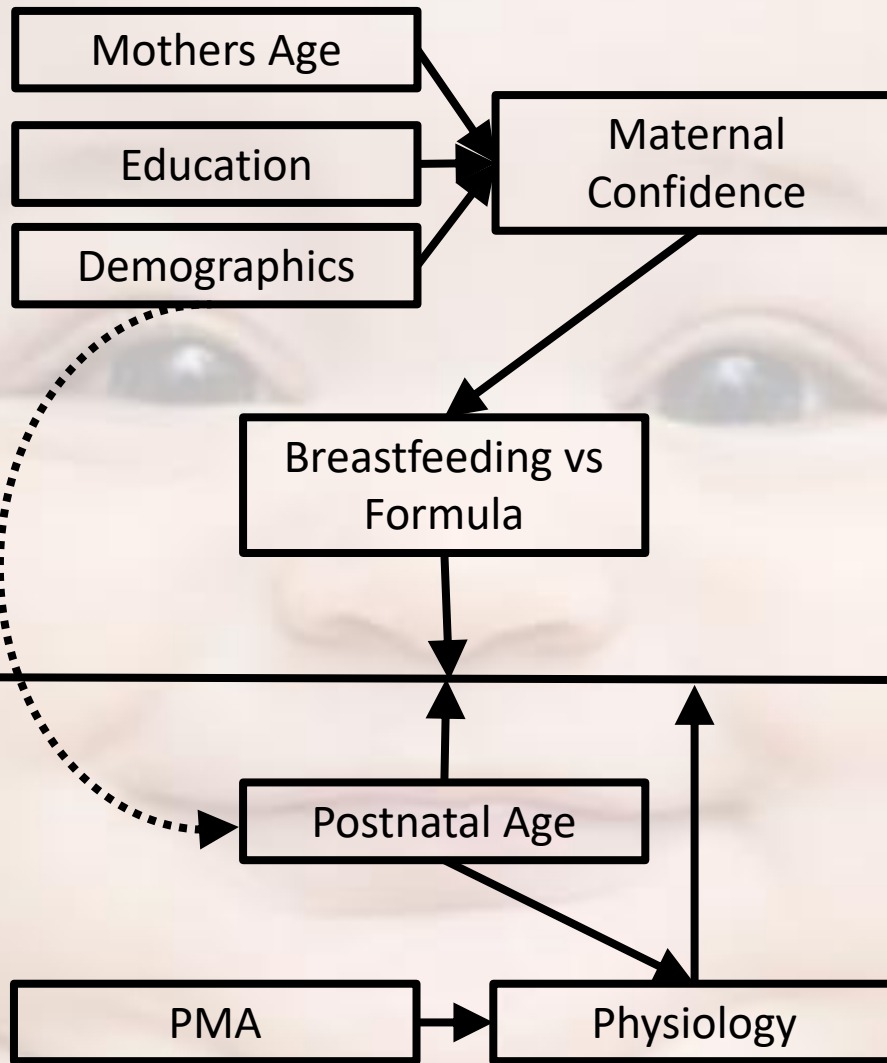 Mothers Age
Education
Demographics
Maternal
Confidence
Breastfeeding vs
Formula
Postnatal Age
PMA
Physiology